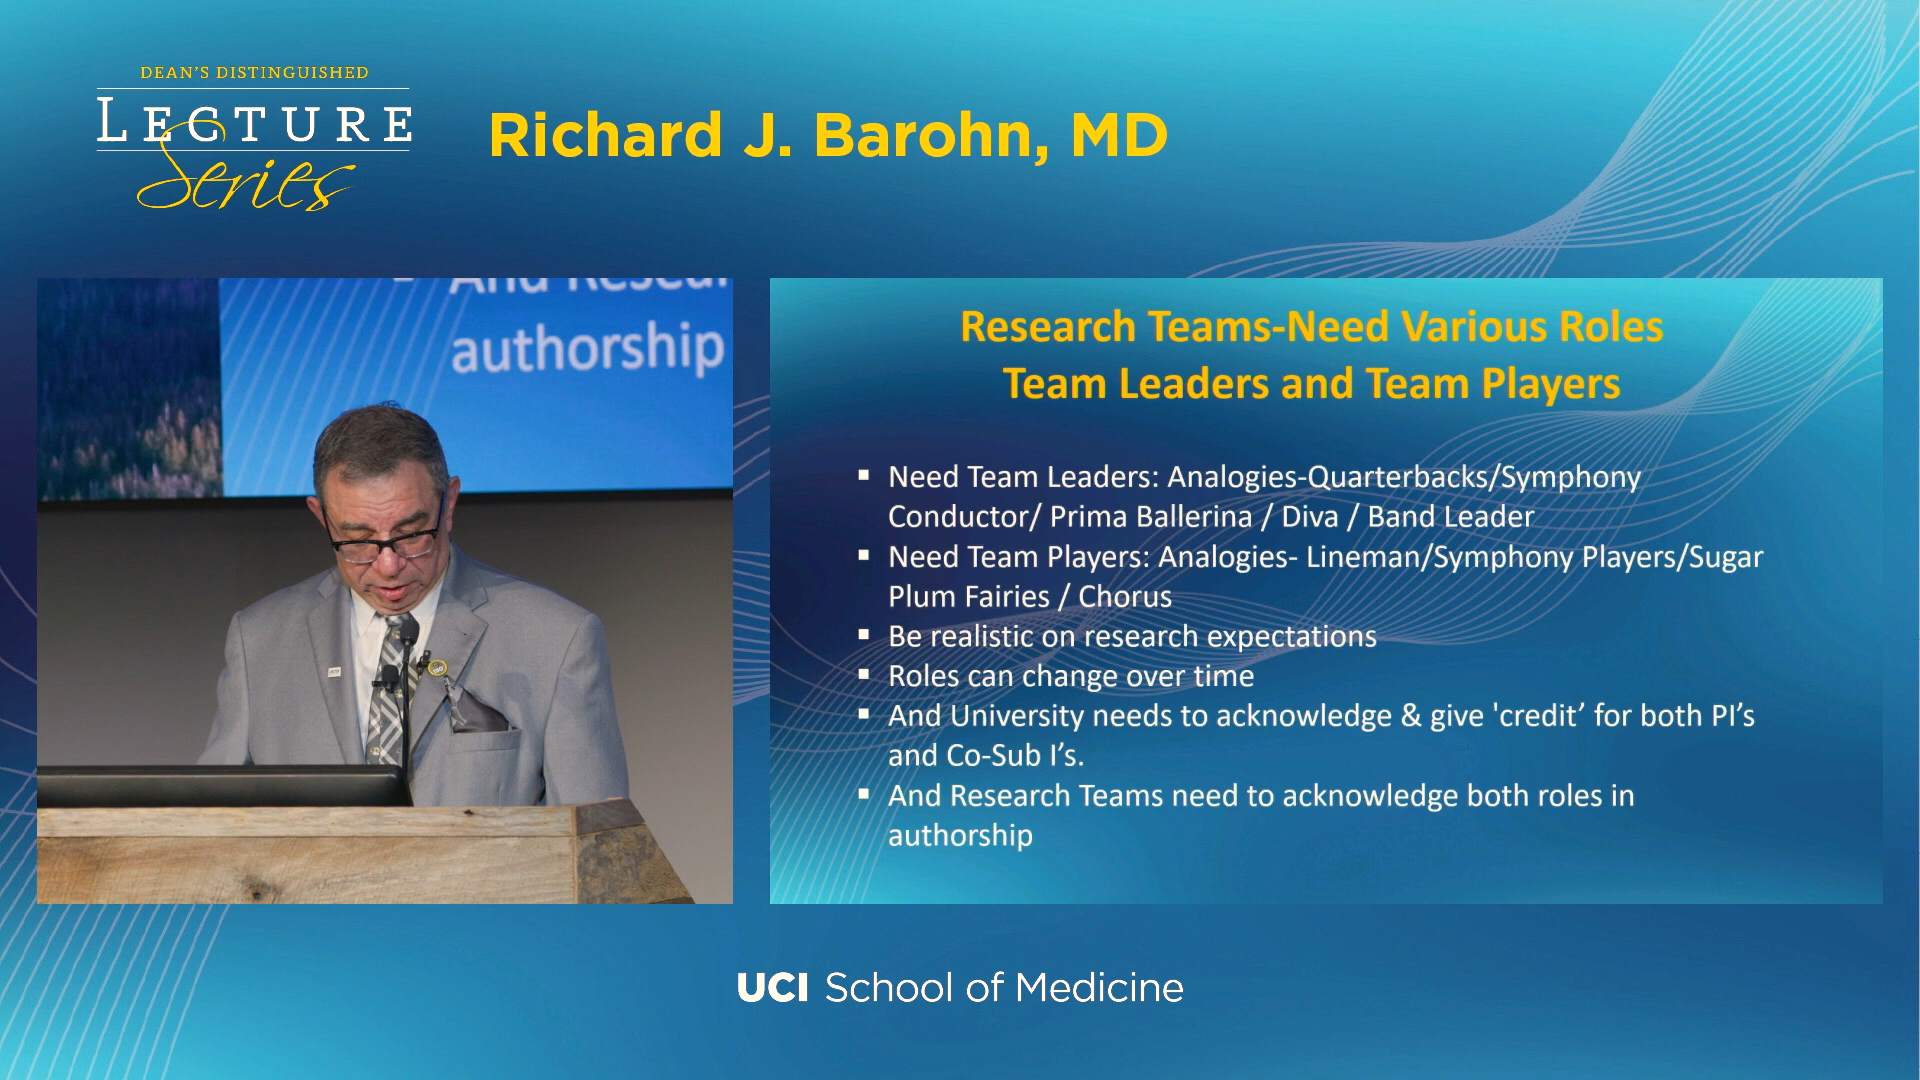 DEAN'S DISTINGUISHED
LECTURE
Series
Richard J. Barohn, MD
And Resear
authorship
Research Teams-Need Various Roles
Team Leaders and Team Players
▪ Need Team Leaders: Analogies-Quarterbacks/Symphony
Conductor/ Prima Ballerina / Diva / Band Leader
▪ Need Team Players: Analogies- Lineman/Symphony Players/Sugar
Plum Fairies / Chorus
▪ Be realistic on research expectations
▪ Roles can change over time
▪ And University needs to acknowledge & give 'credit’ for both PI’s
and Co-Sub I’s.
▪ And Research Teams need to acknowledge both roles in
authorship
UCI School of Medicine